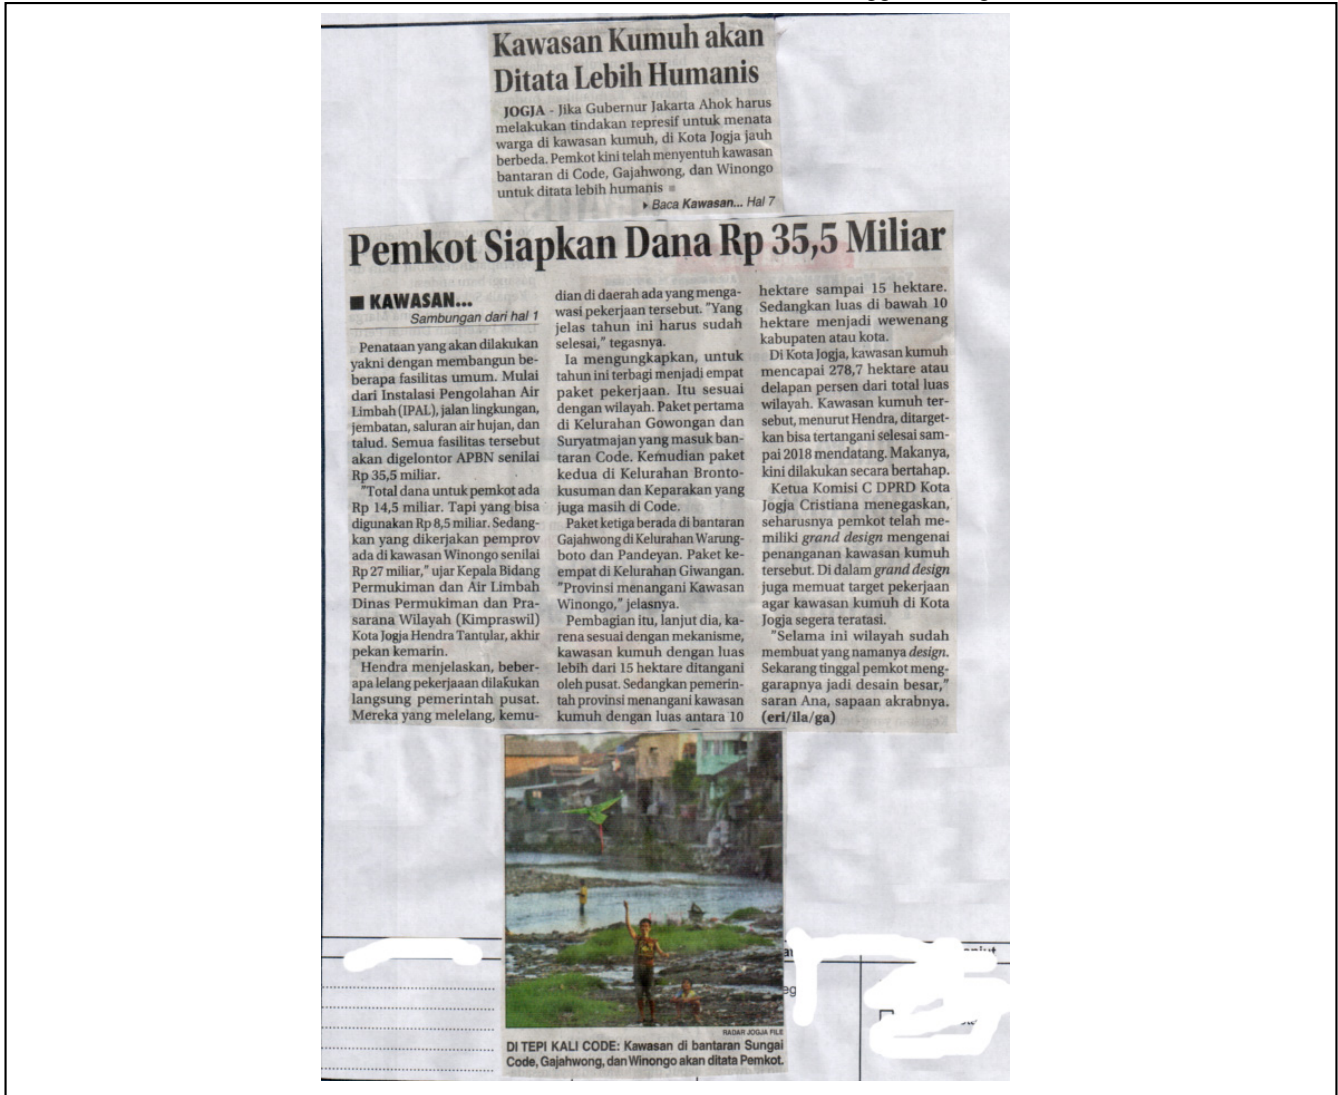 Kawasan Kumuh akan
Ditata Lebih Humanis
JOGJA - Jika Gubernur Jakarta Ahok harus
melakukan tindakan represif untuk menata
warga di kawasan kumuh, di Kota Jogja jauh
berbeda. Pemkot kini telah menyentuh kawasan
bantaran di Code, Gajahwong, dan Winongo
untuk ditata lebih humanis ■
▸ Baca Kawasan... Hal 7
Pemkot Siapkan Dana Rp 35,5 Miliar
■ KAWASAN...
Sambungan dari hal 1
Penataan yang akan dilakukan
yakni dengan membangun be-
berapa fasilitas umum. Mulai
dari Instalasi Pengolahan Air
Limbah (IPAL), jalan lingkungan,
jembatan, saluran air hujan, dan
talud. Semua fasilitas tersebut
akan digelontor APBN senilai
Rp 35,5 miliar.
"Total dana untuk pemkot ada
Rp 14,5 miliar. Tapi yang bisa
digunakan Rp 8,5 miliar. Sedang-
kan yang dikerjakan pemprov
ada di kawasan Winongo senilai
Rp 27 miliar," ujar Kepala Bidang
Permukiman dan Air Limbah
Dinas Permukiman dan Pra-
sarana Wilayah (Kimpraswil)
Kota Jogja Hendra Tantular, akhir
pekan kemarin.
Hendra menjelaskan, beber-
apa lelang pekerjaaan dilakukan
langsung pemerintah pusat.
Mereka yang melelang, kemu-
dian di daerah ada yang menga-
wasi pekerjaan tersebut. "Yang
jelas tahun ini harus sudah
selesai," tegasnya.
Ia mengungkapkan, untuk
tahun ini terbagi menjadi empat
paket pekerjaan. Itu sesuai
dengan wilayah. Paket pertama
di Kelurahan Gowongan dan
Suryatmajan yang masuk ban-
taran Code. Kemudian paket
kedua di Kelurahan Bronto-
kusuman dan Keparakan yang
juga masih di Code.
Paket ketiga berada di bantaran
Gajahwong di Kelurahan Warung-
boto dan Pandeyan. Paket ke-
empat di Kelurahan Giwangan.
"Provinsi menangani Kawasan
Winongo," jelasnya.
Pembagian itu, lanjut dia, ka-
rena sesuai dengan mekanisme,
kawasan kumuh dengan luas
lebih dari 15 hektare ditangani
oleh pusat. Sedangkan pemerin-
tah provinsi menangani kawasan
kumuh dengan luas antara 10
hektare sampai 15 hektare.
Sedangkan luas di bawah 10
hektare menjadi wewenang
kabupaten atau kota.
Di Kota Jogja, kawasan kumuh
mencapai 278,7 hektare atau
delapan persen dari total luas
wilayah. Kawasan kumuh ter-
sebut, menurut Hendra, ditarget-
kan bisa tertangani selesai sam-
pai 2018 mendatang. Makanya,
kini dilakukan secara bertahap.
Ketua Komisi C DPRD Kota
Jogja Cristiana menegaskan,
seharusnya pemkot telah me-
miliki grand design mengenai
penanganan kawasan kumuh
tersebut. Di dalam grand design
juga memuat target pekerjaan
agar kawasan kumuh di Kota
Jogja segera teratasi.
"Selama ini wilayah sudah
membuat yang namanya design.
Sekarang tinggal pemkot meng-
garapnya jadi desain besar,"
saran Ana, sapaan akrabnya.
(eri/ila/ga)
RADAR JOGJA FILE
DI TEPI KALI CODE: Kawasan di bantaran Sungai
Code, Gajahwong, dan Winongo akan ditata Pemkot.